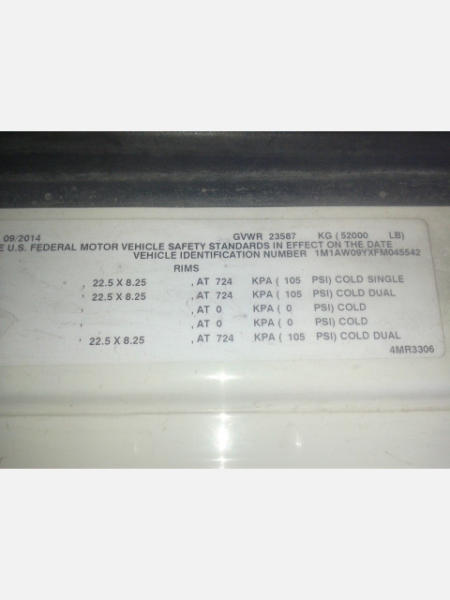 09/2014 GVWR 23587 KG ( 52000 LB)
E U.S. FEDERAL MOTOR VEHICLE SAFETY STANDARDS IN EFFECT ON THE DATE
VEHICLE IDENTIFICATION NUMBER 1M1AW09YXFM045542
RIMS
, 22.5 X 8.25 , AT 724 KPA ( 105 PSI) COLD SINGLE
, 22.5 X 8.25 , AT 724 KPA ( 105 PSI) COLD DUAL
, , AT 0 KPA ( 0 PSI) COLD
, , AT 0 KPA ( 0 PSI) COLD
, 22.5 X 8.25 , AT 724 KPA ( 105 PSI) COLD DUAL
4MR3306